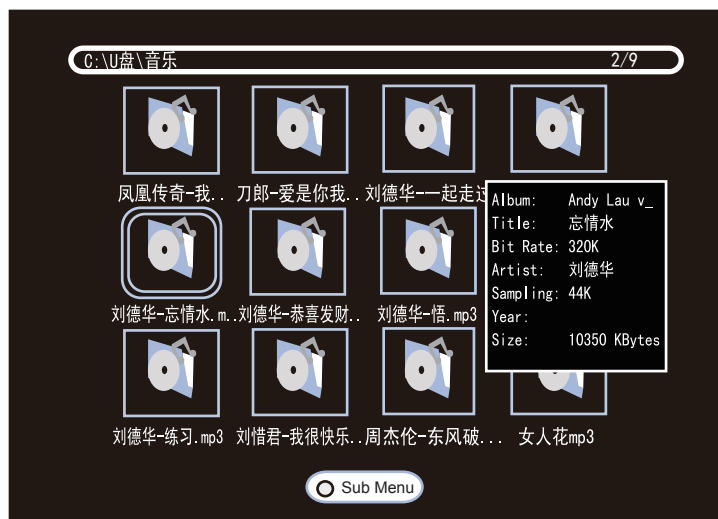 C:\U盘\音乐 2/9
凤凰传奇-我.. 刀郎-爱是你我.. 刘德华-一起走过
Album: Andy Lau v_
Title: 忘情水
Bit Rate: 320K
Artist: 刘德华
Sampling: 44K
Year:
Size: 10350 KBytes
刘德华-忘情水.m.. 刘德华-恭喜发财.. 刘德华-悟.mp3
刘德华-练习.mp3 刘惜君-我很快乐.. 周杰伦-东风破... 女人花mp3
Sub Menu